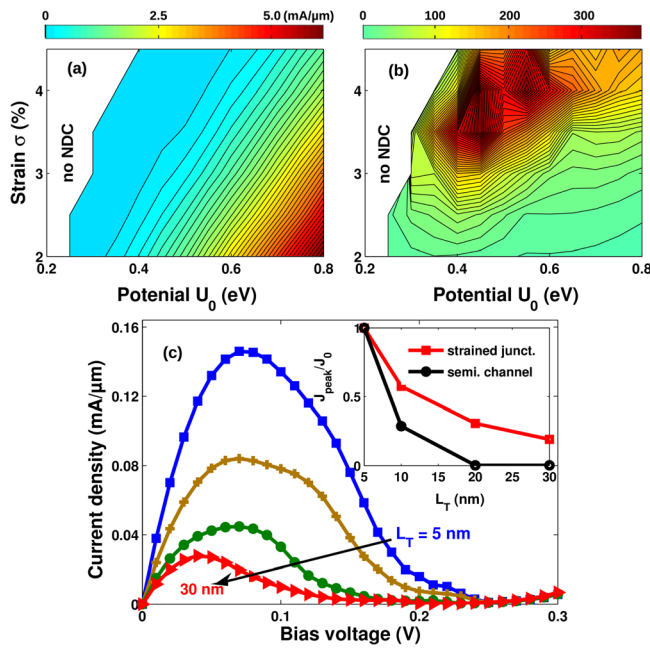 0 2.5 5.0 (mA/μm)
0 100 200 300
(a)
(b)
Strain σ (%)
4
3
2
no NDC
0.2 0.4 0.6 0.8
Potenial U0 (eV)
4
3
2
no NDC
0.2 0.4 0.6 0.8
Potential U0 (eV)
(c)
Current density (mA/μm)
0.16
0.12
0.08
0.04
0
LT = 5 nm
30 nm
0 0.1 0.2 0.3
Bias voltage (V)
Jpeak/J0
1
0.5
0
strained junct.
semi. channel
5 10 15 20 25 30
LT (nm)